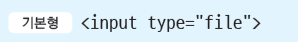 기본형 <input type="file">